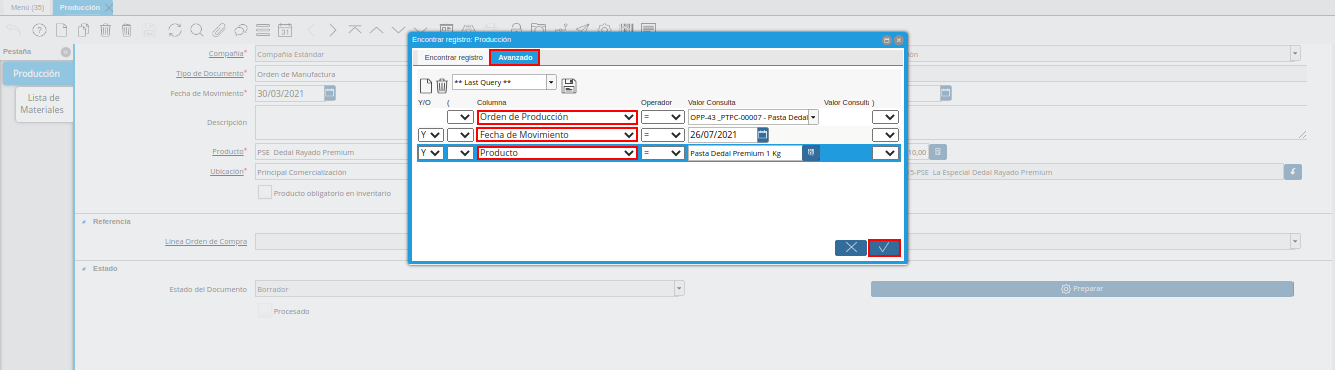 Menú (35) Producción
Pestaña
Producción
Lista de
Materiales
Compañía* Compañía Estándar
Tipo de Documento* Orden de Manufactura
Fecha de Movimiento* 30/03/2021
Descripción
Producto* PSE Dedal Rayado Premium
Ubicación* Principal Comercialización
Producto obligatorio en inventario
La Especial Dedal Rayado Premium
Referencia
Línea Orden de Compra
Estado
Estado del Documento Borrador
Preparar
Procesado
Encontrar registro: Producción
Encontrar registro Avanzado
** Last Query **
Y/O ( Columna Operador Valor Consulta Valor Consulta )
Orden de Producción = OPP-43 _PTPC-00007 - Pasta Dedal
Y Fecha de Movimiento = 26/07/2021
Y Producto = Pasta Dedal Premium 1 Kg